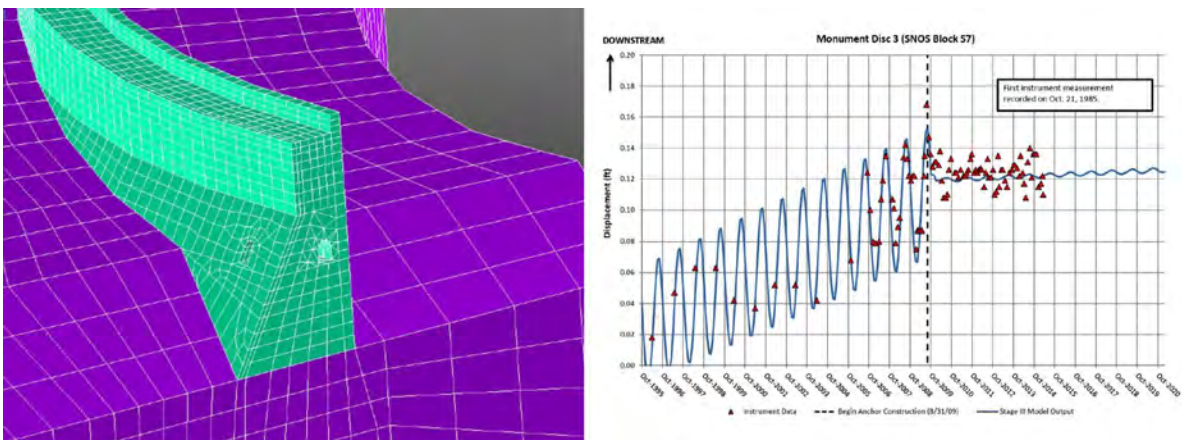 DOWNSTREAM
Monument Disc 3 (SNOS Block 57)
0.20
0.18
0.16
0.14
0.12
0.10
0.08
0.06
0.04
0.02
0.00
Displacement (ft)
First instrument measurement
recorded on Oct. 21, 1985.
Oct-1995
Oct-1996
Oct-1997
Oct-1998
Oct-1999
Oct-2000
Oct-2001
Oct-2002
Oct-2003
Oct-2004
Oct-2005
Oct-2006
Oct-2007
Oct-2008
Oct-2009
Oct-2010
Oct-2011
Oct-2012
Oct-2013
Oct-2014
Oct-2015
Oct-2016
Oct-2017
Oct-2018
Oct-2019
Oct-2020
Instrument Data
Begin Anchor Construction (8/31/09)
Stage III Model Output